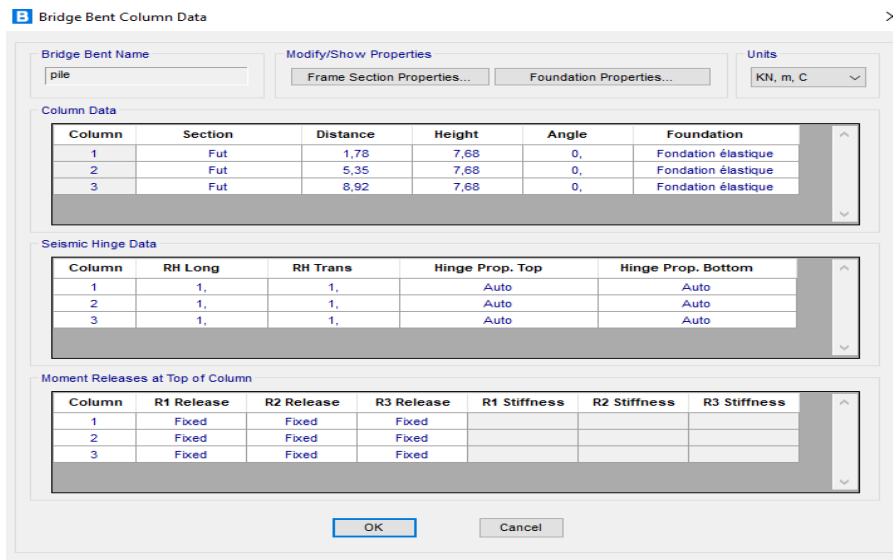 B Bridge Bent Column Data
Bridge Bent Name
pile
Modify/Show Properties
Frame Section Properties... Foundation Properties...
Units
KN, m, C
Column Data
Column Section Distance Height Angle Foundation
1 Fut 1,78 7,68 0, Fondation élastique
2 Fut 5,35 7,68 0, Fondation élastique
3 Fut 8,92 7,68 0, Fondation élastique
Seismic Hinge Data
Column RH Long RH Trans Hinge Prop. Top Hinge Prop. Bottom
1 1, 1, Auto Auto
2 1, 1, Auto Auto
3 1, 1, Auto Auto
Moment Releases at Top of Column
Column R1 Release R2 Release R3 Release R1 Stiffness R2 Stiffness R3 Stiffness
1 Fixed Fixed Fixed
2 Fixed Fixed Fixed
3 Fixed Fixed Fixed
OK Cancel